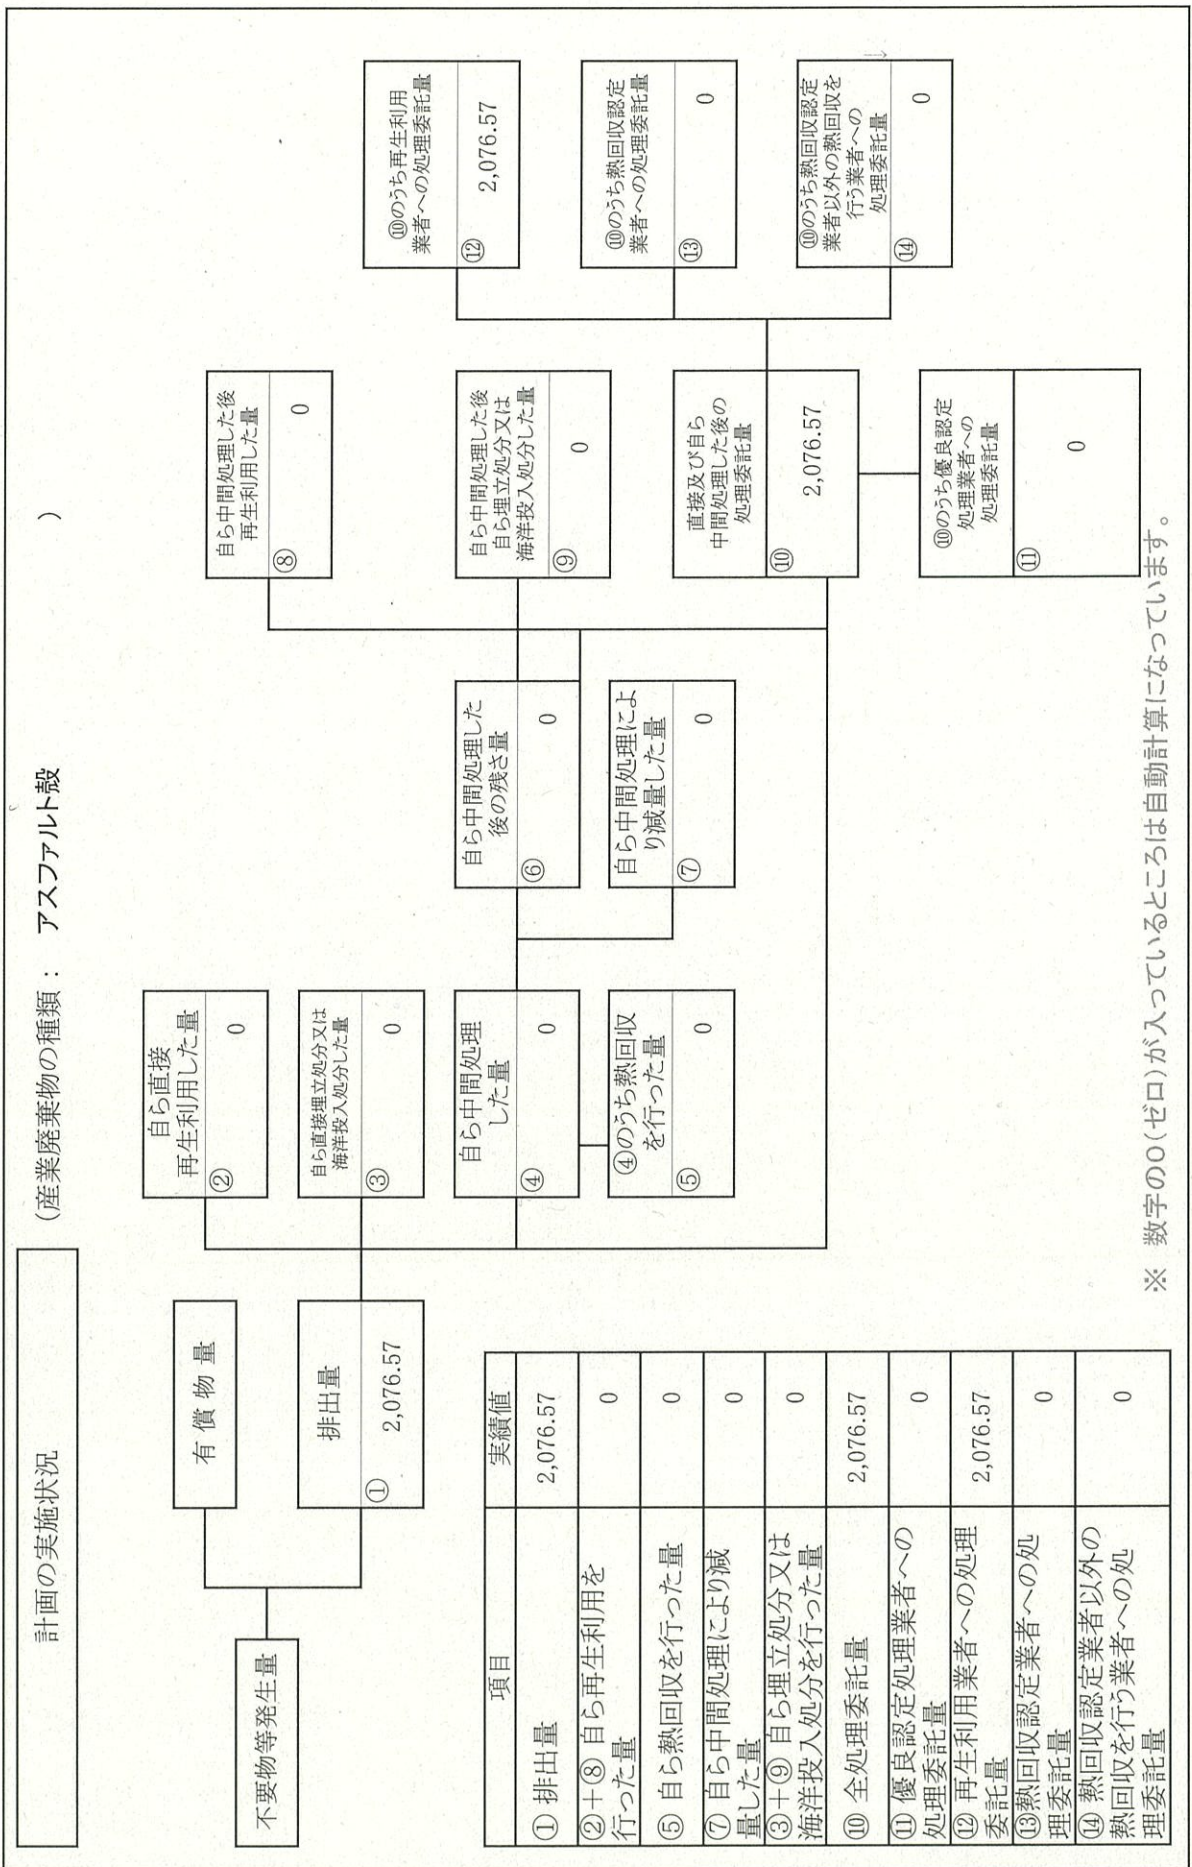 計画の実施状況
(産業廃棄物の種類： アスファルト殻 )
不要物等発生量
有償物量
排出量
① 2,076.57
自ら直接
再生利用した量
② 0
自ら直接埋立処分又は
海洋投入処分した量
③ 0
自ら中間処理
した量
④ 0
④のうち熱回収
を行った量
⑤ 0
自ら中間処理した
後の残さ量
⑥ 0
自ら中間処理によ
り減量した量
⑦ 0
自ら中間処理した後
再生利用した量
⑧ 0
自ら中間処理した後
自ら埋立処分又は
海洋投入処分した量
⑨ 0
直接及び自ら
中間処理した後の
処理委託量
⑩ 2,076.57
⑩のうち優良認定
処理業者への
処理委託量
⑪ 0
⑩のうち再生利用
業者への処理委託量
⑫ 2,076.57
⑩のうち熱回収認定
業者への処理委託量
⑬ 0
⑩のうち熱回収認定
業者以外の熱回収を
行う業者への
処理委託量
⑭ 0
項目 実績値
① 排出量 2,076.57
②＋⑧ 自ら再生利用を
行った量 0
⑤ 自ら熱回収を行った量 0
⑦ 自ら中間処理により減
量した量 0
③＋⑨ 自ら埋立処分又は
海洋投入処分を行った量 0
⑩ 全処理委託量 2,076.57
⑪ 優良認定処理業者への
処理委託量 0
⑫ 再生利用業者への処理
委託量 2,076.57
⑬熱回収認定業者への処
理委託量 0
⑭ 熱回収認定業者以外の
熱回収を行う業者への処
理委託量 0
※ 数字の0(ゼロ)が入っているところは自動計算になっています。